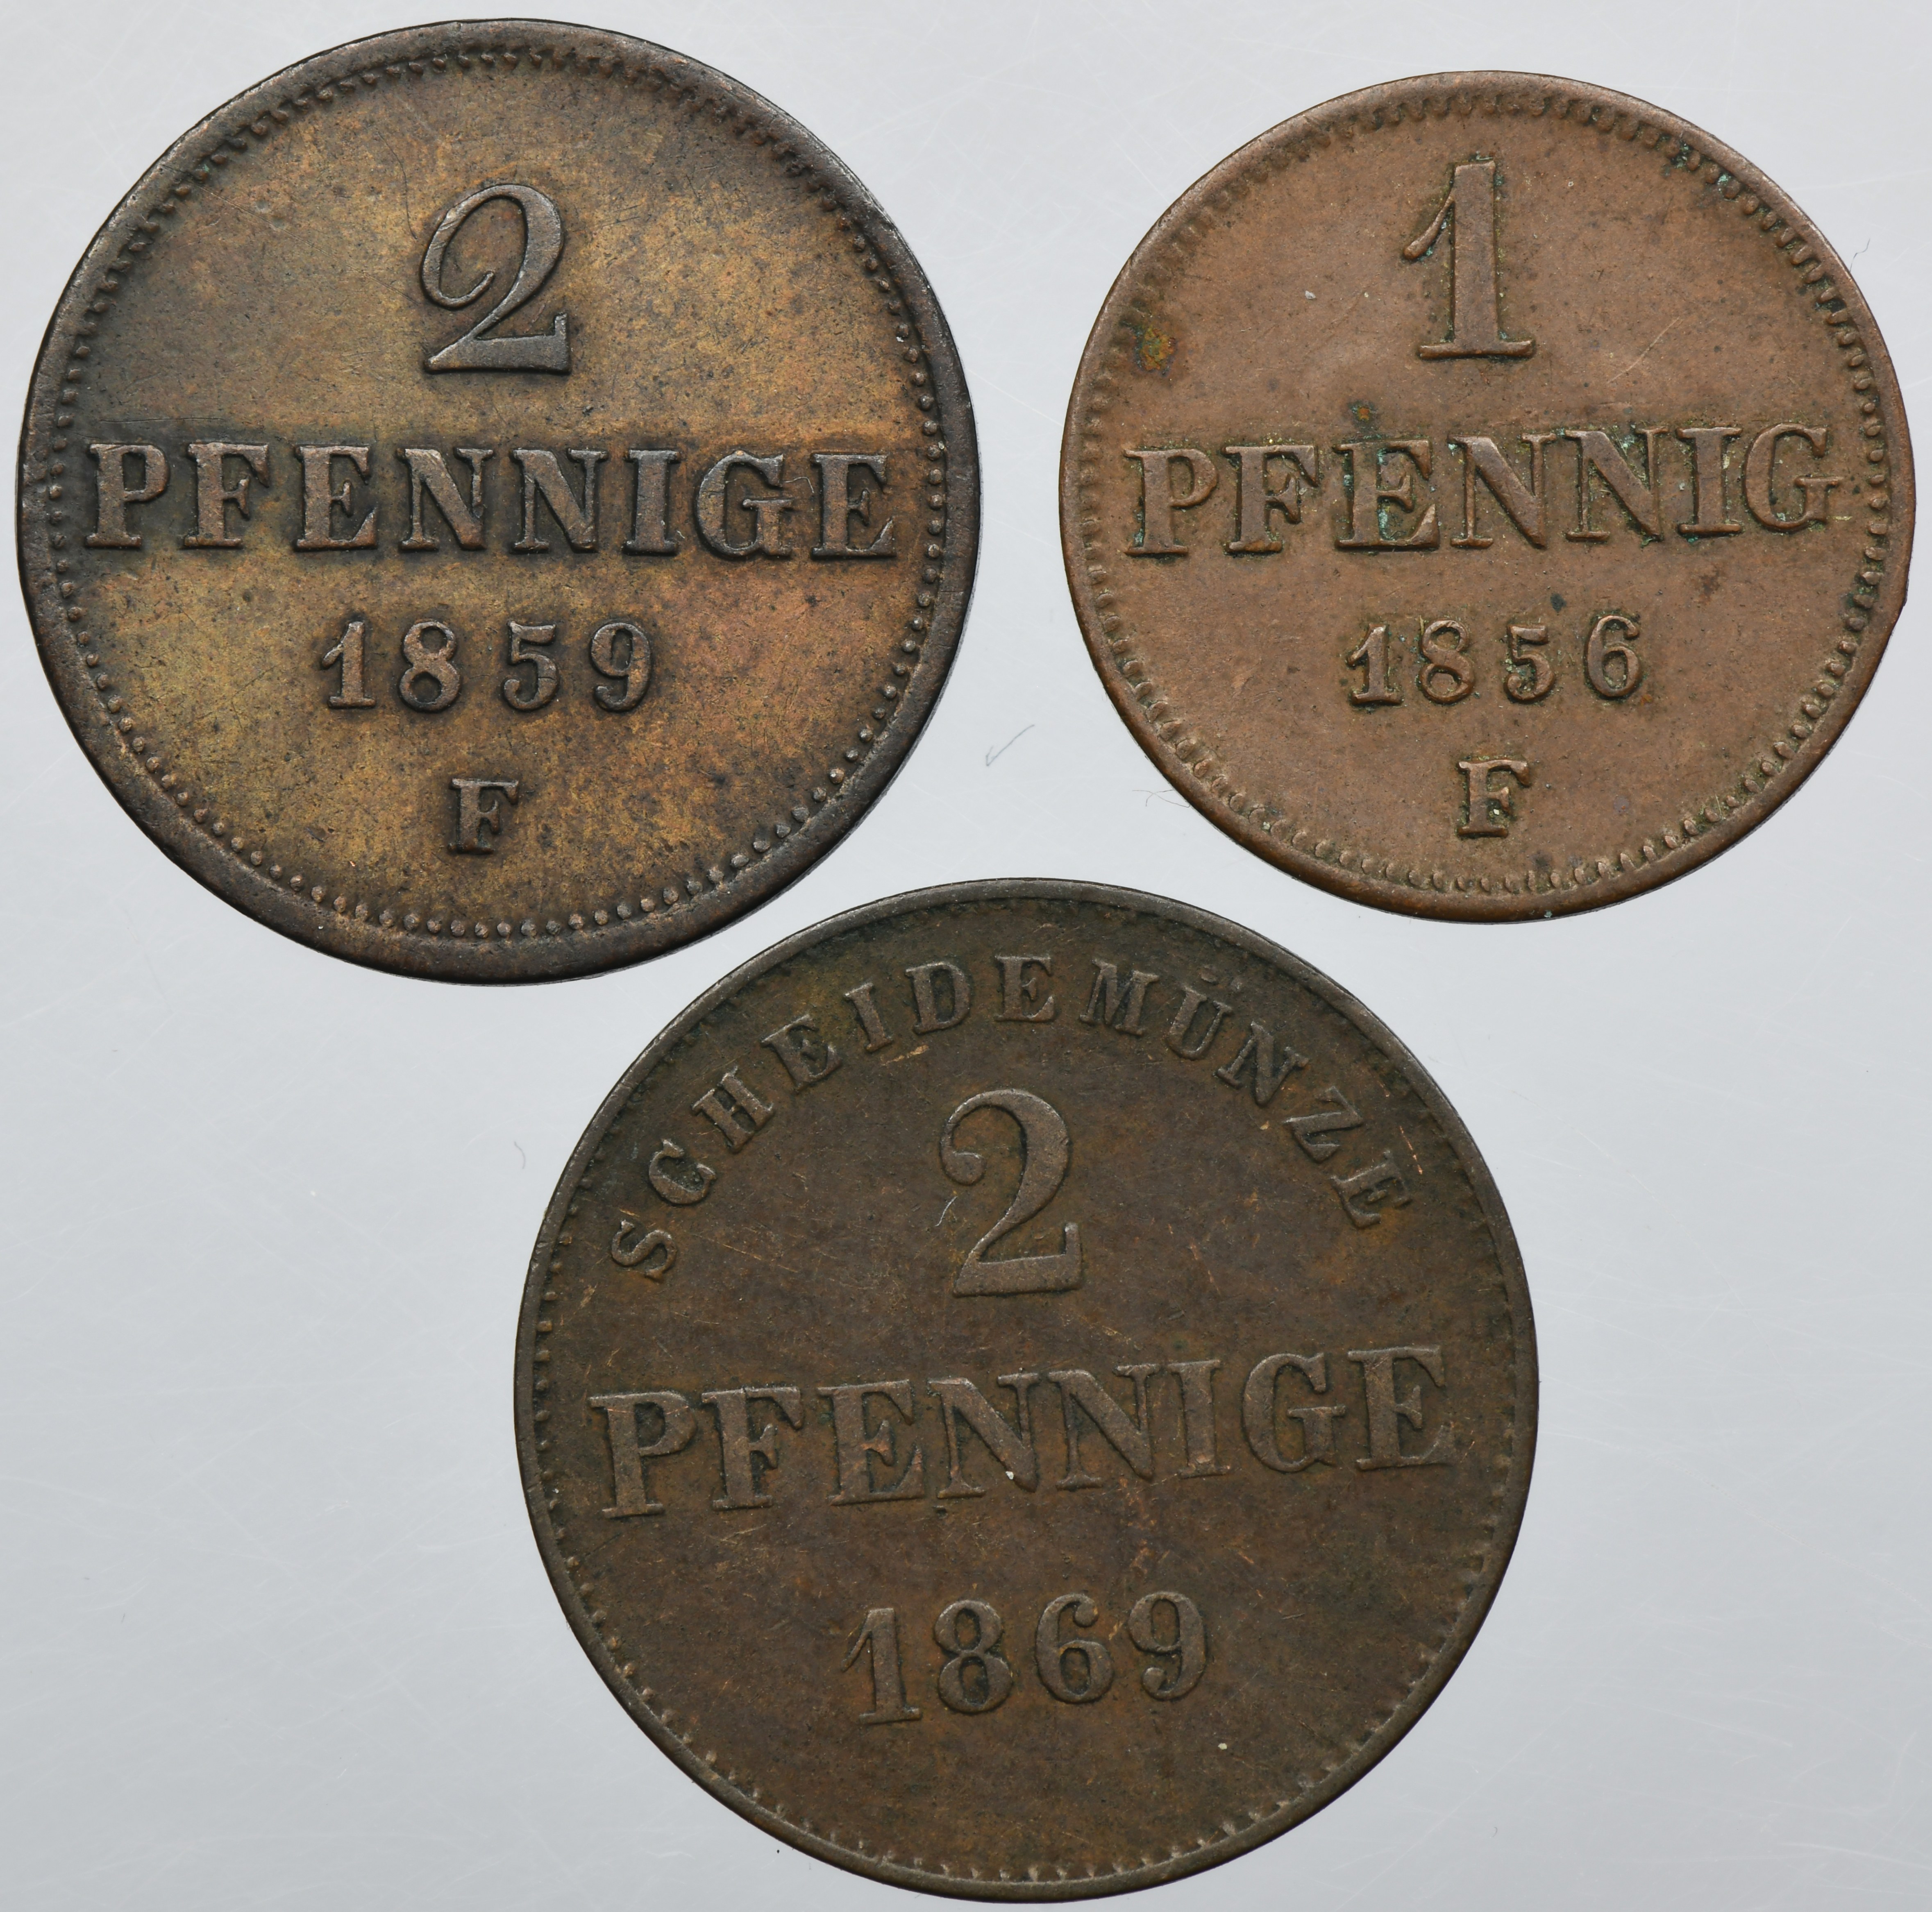 2
PFENNIGE
1859
F
1
PFENNIG
1856
F
SCHEIDEMÜNZE
2
PFENNIGE
1869